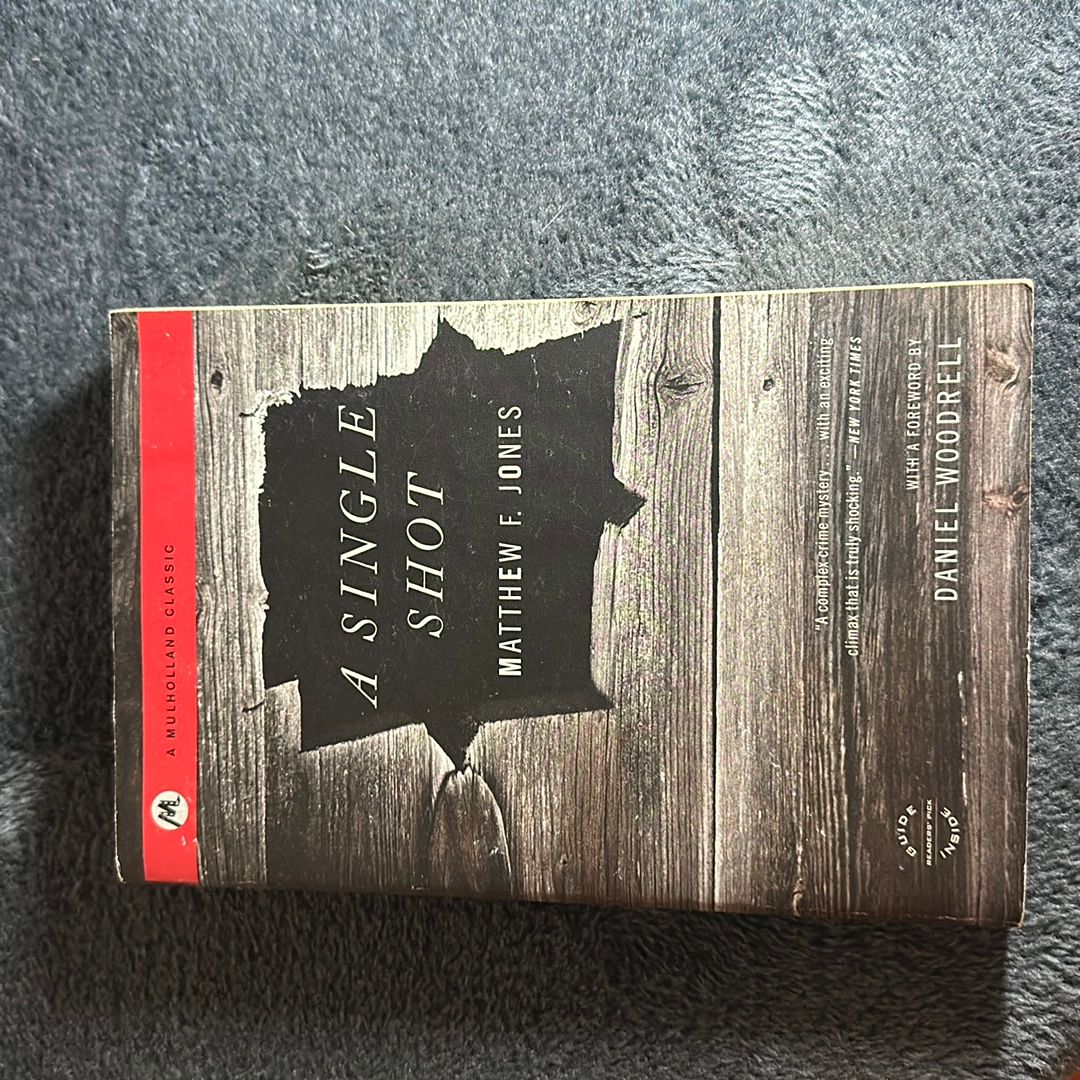 A MULHOLLAND CLASSIC
A SINGLE
SHOT
MATTHEW F. JONES
"A complex crime mystery . . . with an exciting
climax that is truly shocking." —NEW YORK TIMES
WITH A FOREWORD BY
DANIEL WOODRELL
GUIDE
READERS' PICK
INSIDE